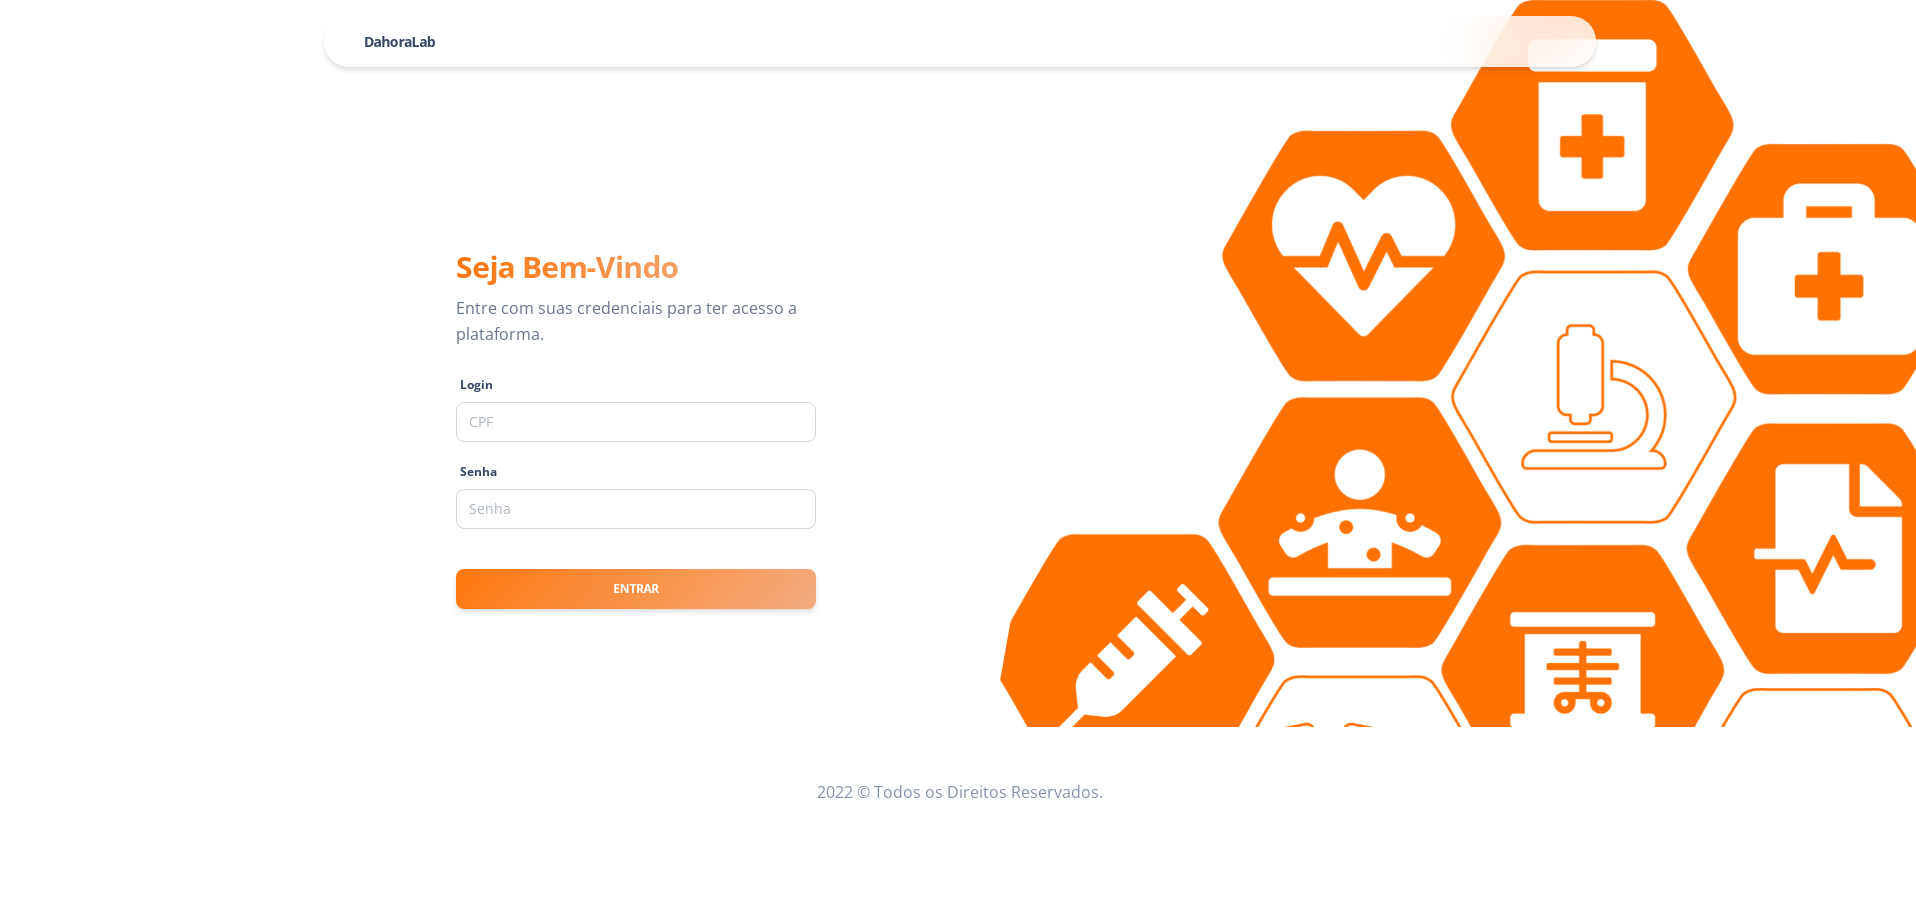 DahoraLab
Seja Bem-Vindo
Entre com suas credenciais para ter acesso a
plataforma.
Login
CPF
Senha
Senha
ENTRAR
2022 © Todos os Direitos Reservados.